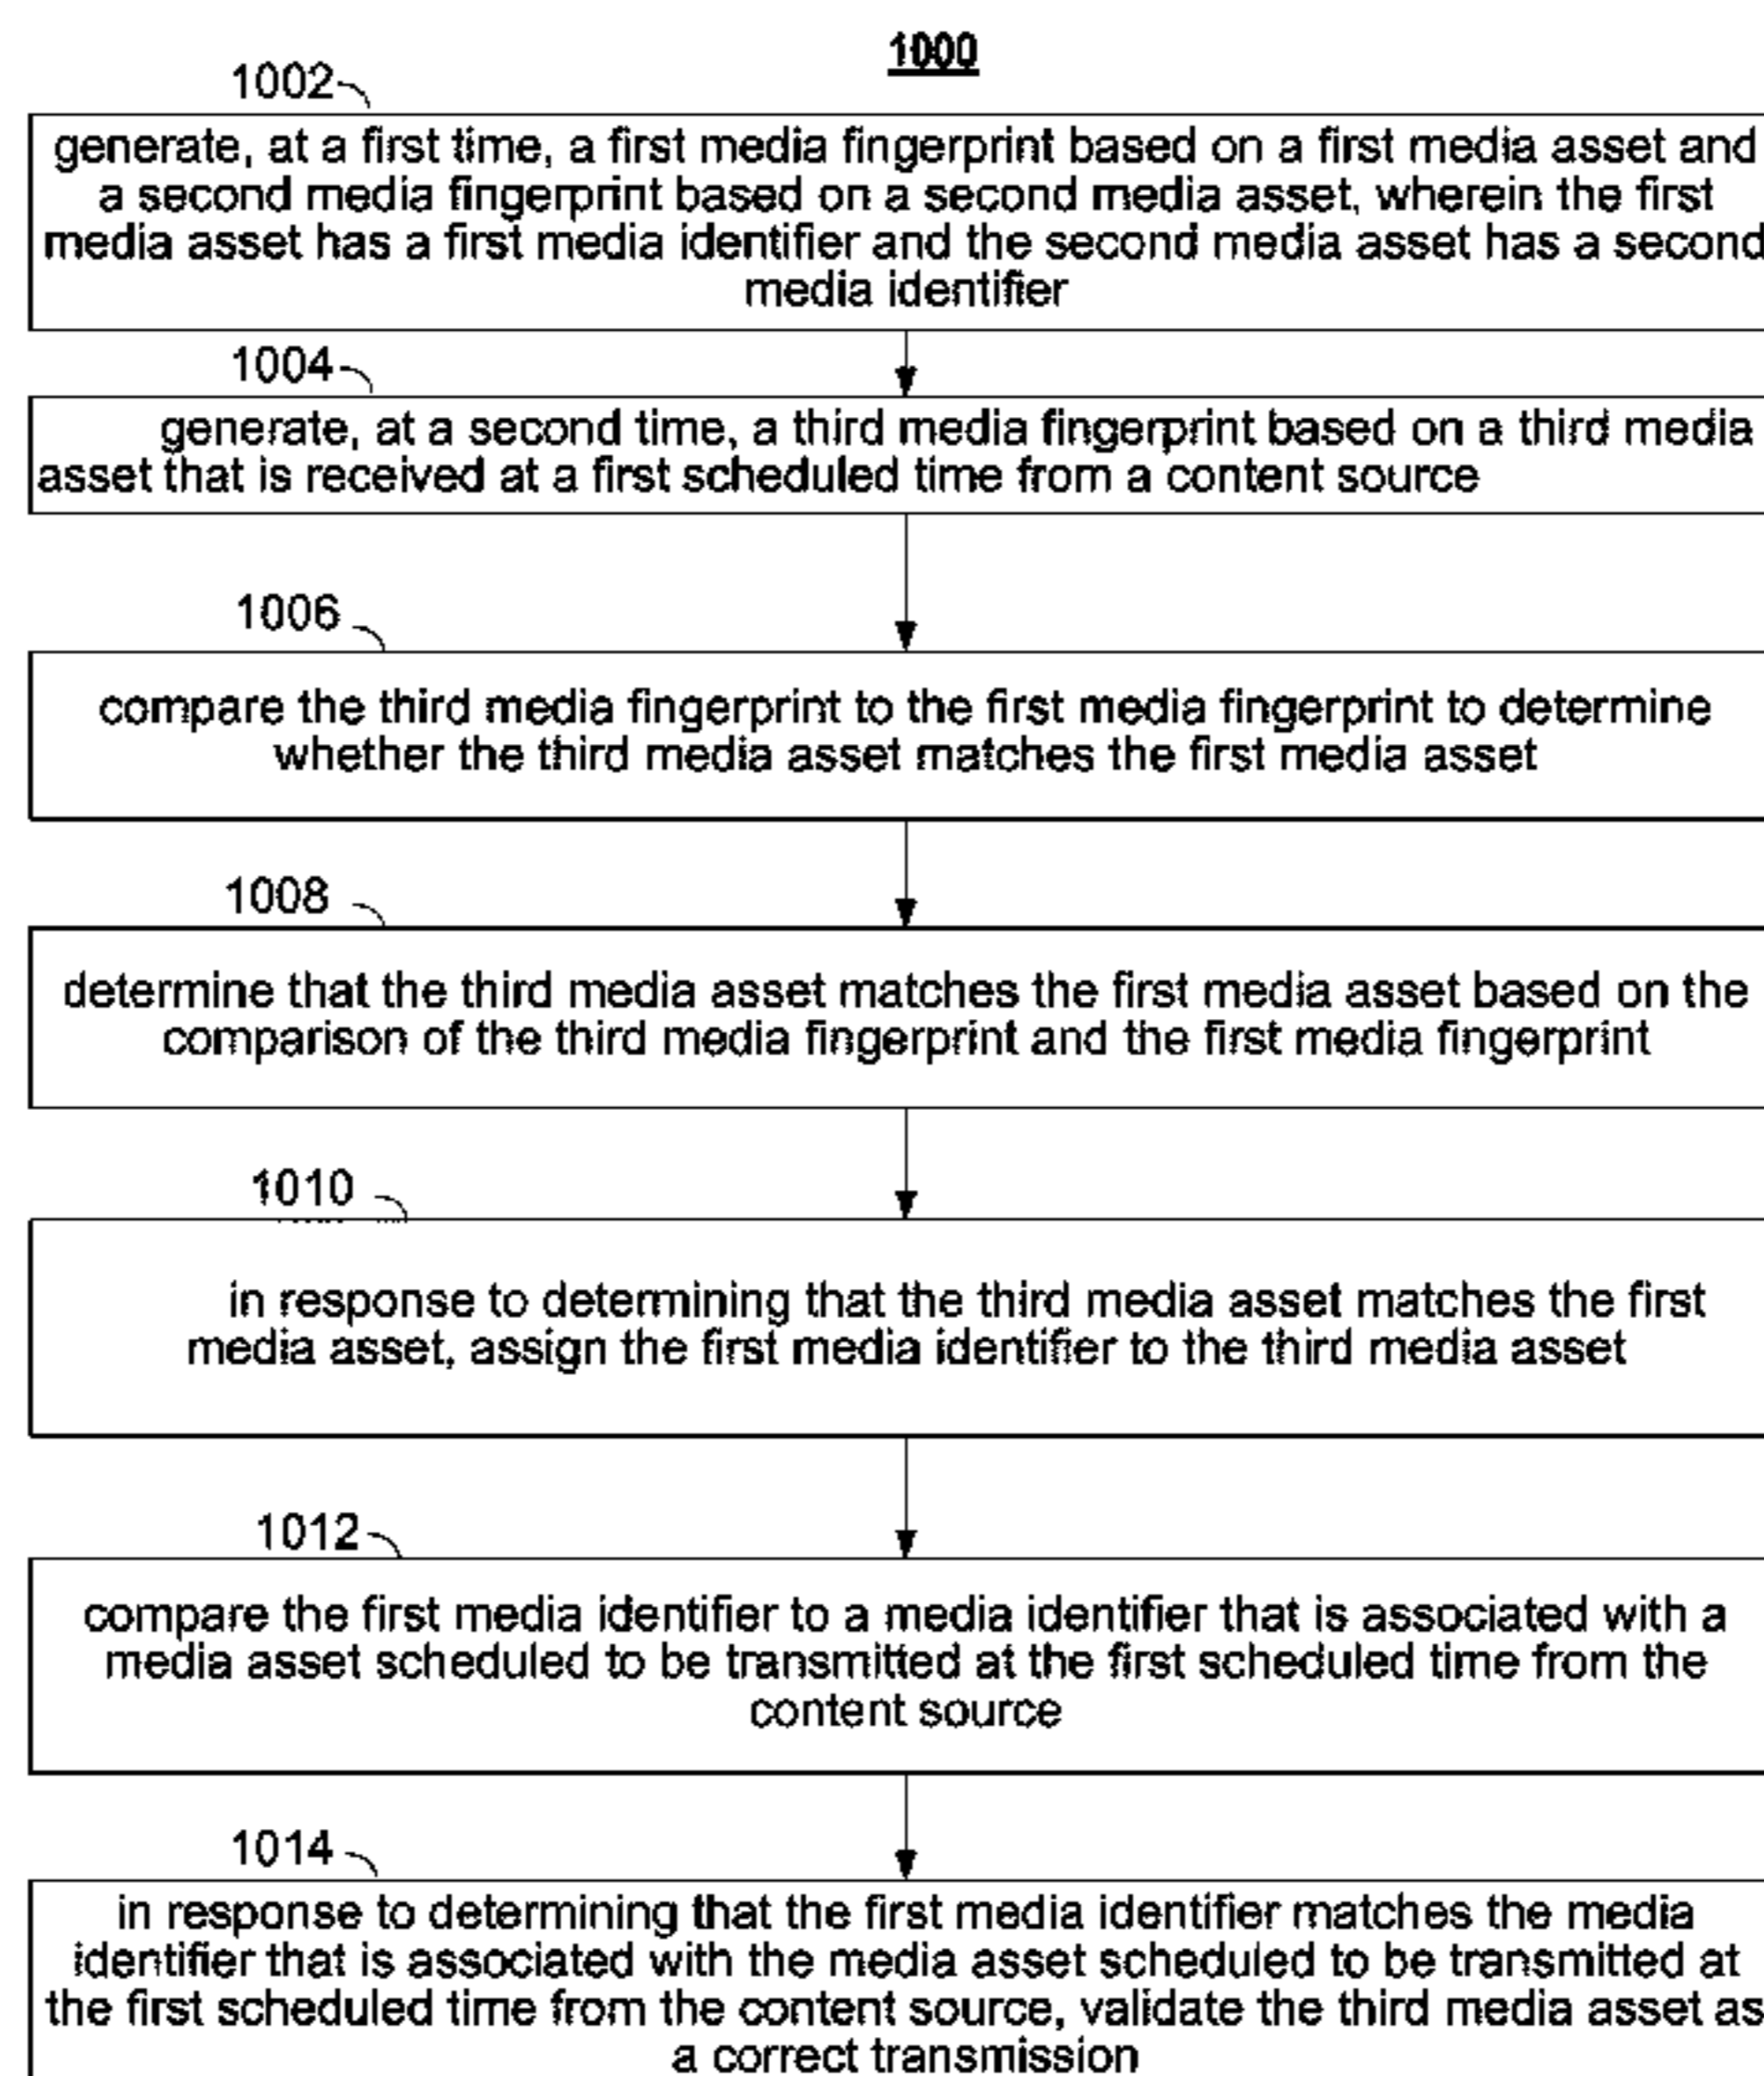 1000
1002
generate, at a first time, a first media fingerprint based on a first media asset and
a second media fingerprint based on a second media asset, wherein the first
media asset has a first media identifier and the second media asset has a second
media identifier
1004
generate, at a second time, a third media fingerprint based on a third media
asset that is received at a first scheduled time from a content source
1006
compare the third media fingerprint to the first media fingerprint to determine
whether the third media asset matches the first media asset
1008
determine that the third media asset matches the first media asset based on the
comparison of the third media fingerprint and the first media fingerprint
1010
in response to determining that the third media asset matches the first
media asset, assign the first media identifier to the third media asset
1012
compare the first media identifier to a media identifier that is associated with a
media asset scheduled to be transmitted at the first scheduled time from the
content source
1014
in response to determining that the first media identifier matches the media
identifier that is associated with the media asset scheduled to be transmitted at
the first scheduled time from the content source, validate the third media asset as
a correct transmission